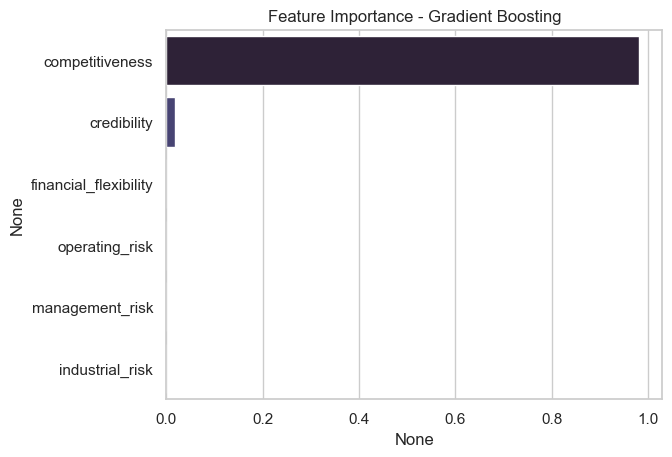 Feature Importance - Gradient Boosting
competitiveness
credibility
financial_flexibility
operating_risk
management_risk
industrial_risk
None
0.0 0.2 0.4 0.6 0.8 1.0
None